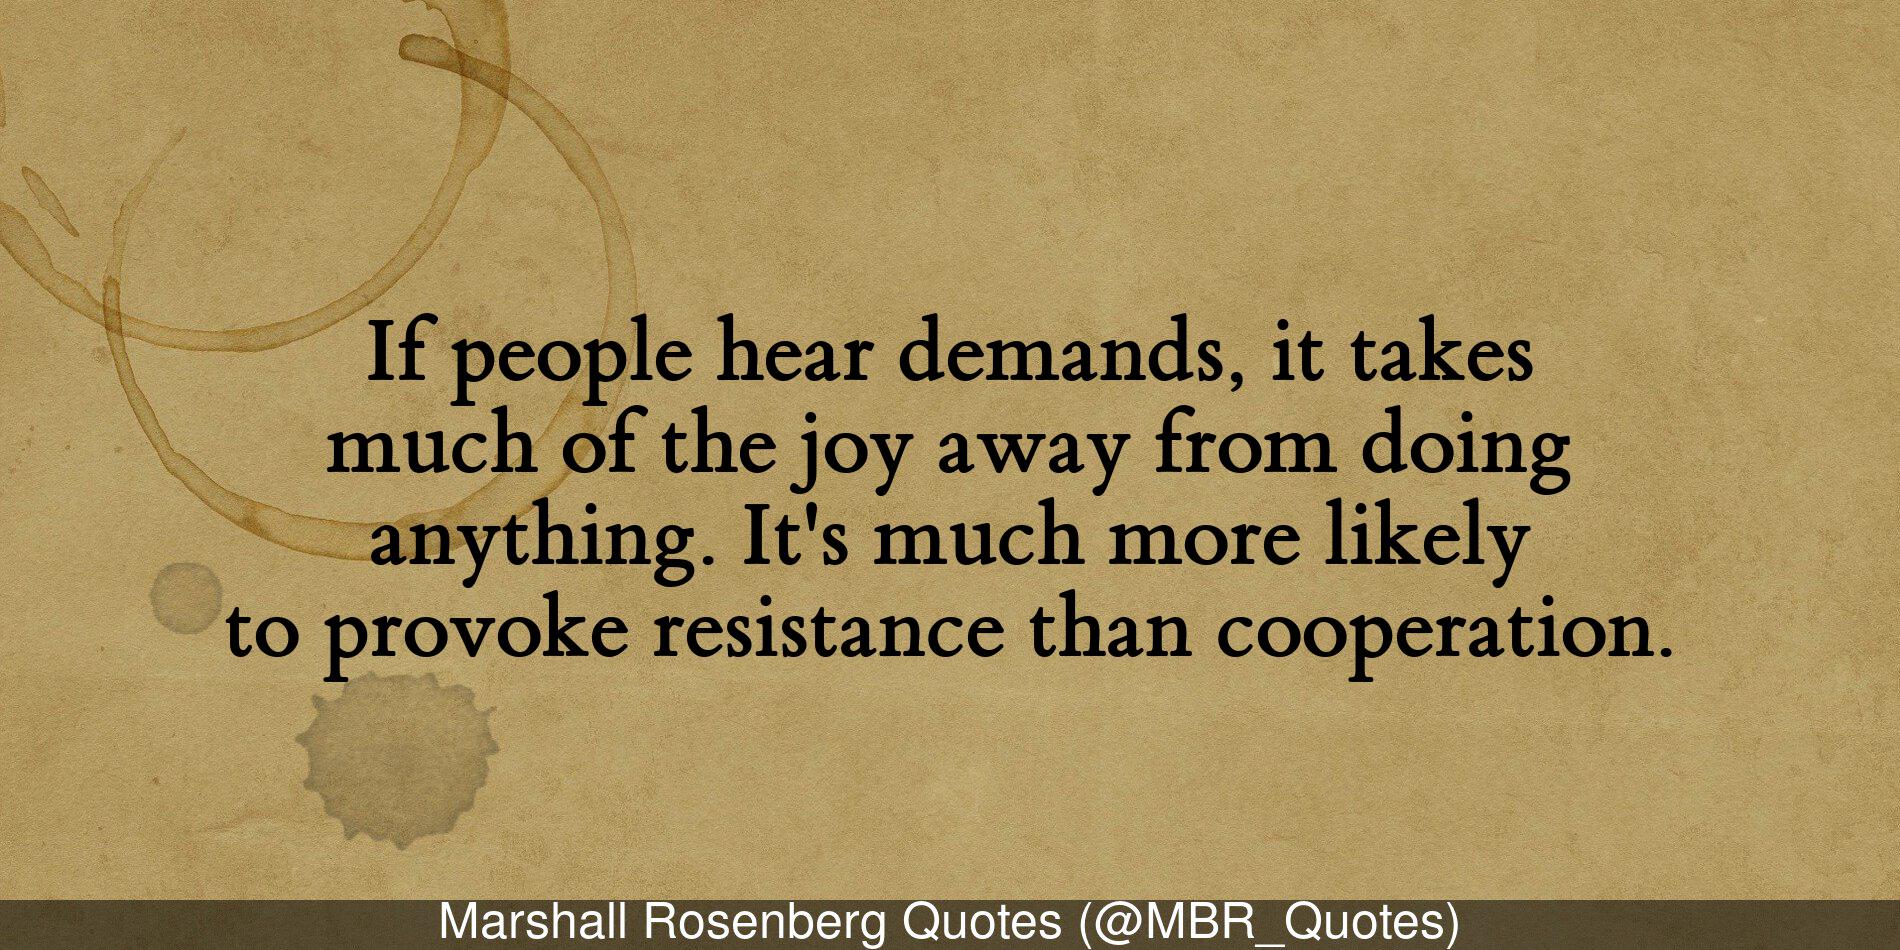 If people hear demands, it takes
much of the joy away from doing
anything. It's much more likely
to provoke resistance than cooperation.
Marshall Rosenberg Quotes (@MBR_Quotes)